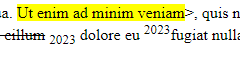 a. Ut enim ad minim veniam>, quis n
cillum 2023 dolore eu 2023fugiat nulla